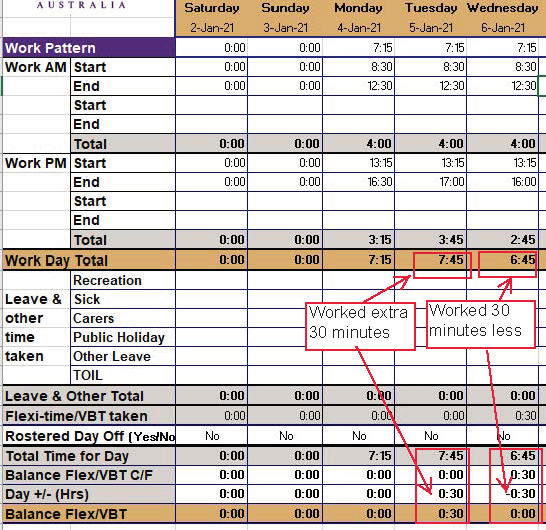 AUSTRALIA
Saturday Sunday Monday Tuesday Wednesday
2-Jan-21 3-Jan-21 4-Jan-21 5-Jan-21 6-Jan-21
Work Pattern 0:00 0:00 7:15 7:15 7:15
Work AM Start 0:00 0:00 8:30 8:30 8:30
End 0:00 0:00 12:30 12:30 12:30
Start
End
Total 0:00 0:00 4:00 4:00 4:00
Work PM Start 0:00 0:00 13:15 13:15 13:15
End 0:00 0:00 16:30 17:00 16:00
Start
End
Total 0:00 0:00 3:15 3:45 2:45
Work Day Total 0:00 0:00 7:15 7:45 6:45
Leave & other time taken
Recreation
Sick
Carers
Public Holiday
Other Leave
TOIL
Worked extra
30 minutes
Worked 30
minutes less
Leave & Other Total 0:00 0:00 0:00 0:00 0:00
Flexi-time/VBT taken 0:00 0:00 0:00 0:00 0:30
Rostered Day Off (Yes/No No No No No No
Total Time for Day 0:00 0:00 7:15 7:45 6:45
Balance Flex/VBT C/F 0:00 0:00 0:00 0:00 0:30
Day +/- (Hrs) 0:00 0:00 0:00 0:30 -0:30
Balance Flex/VBT 0:00 0:00 0:00 0:30 0:00